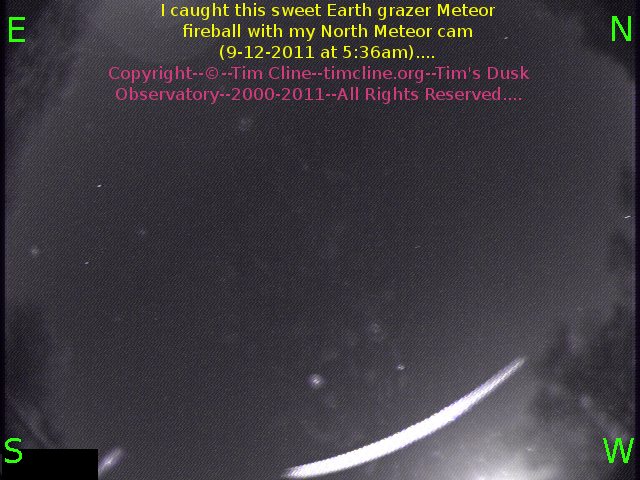 I caught this sweet Earth grazer Meteor
fireball with my North Meteor cam
(9-12-2011 at 5:36am)....
Copyright--©--Tim Cline--timcline.org--Tim's Dusk
Observatory--2000-2011--All Rights Reserved....
E
N
S
W